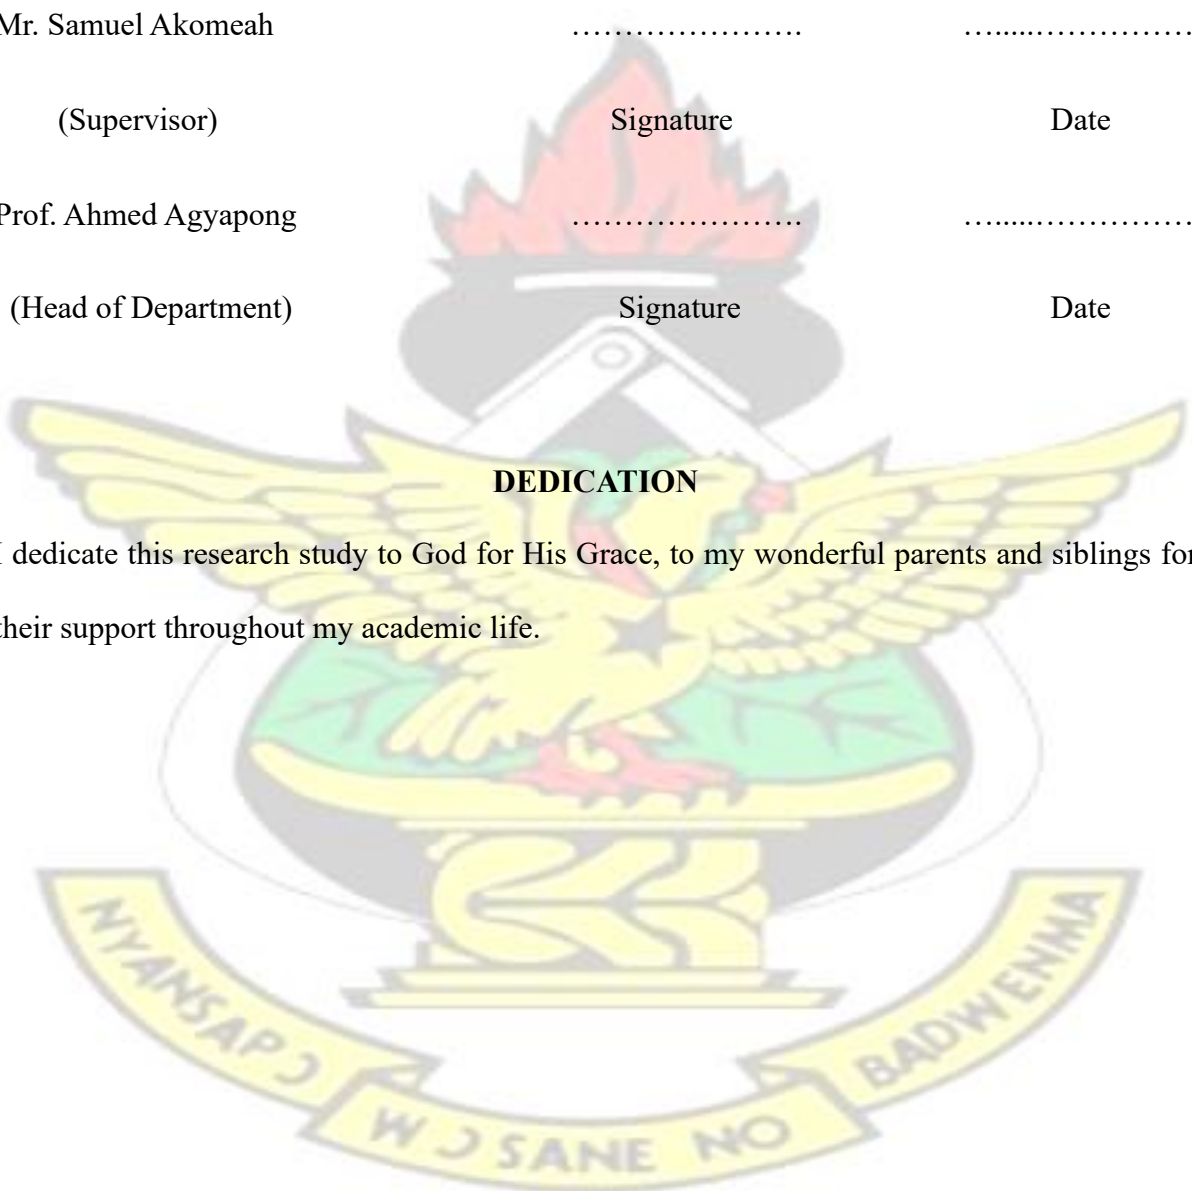 Mr. Samuel Akomeah …………………. ….....……………
(Supervisor) Signature Date
Prof. Ahmed Agyapong …………………. ….....……………
(Head of Department) Signature Date
DEDICATION
I dedicate this research study to God for His Grace, to my wonderful parents and siblings for
their support throughout my academic life.
NYANSAPƆ WƆSANE NO BADWENMA